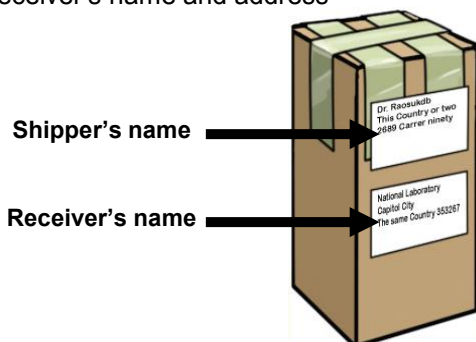 receiver's name and address
Dr. Raosukdb
This Country or two
2689 Carrer ninety
Shipper's name
National Laboratory
Capitol City
The same Country 353267
Receiver's name